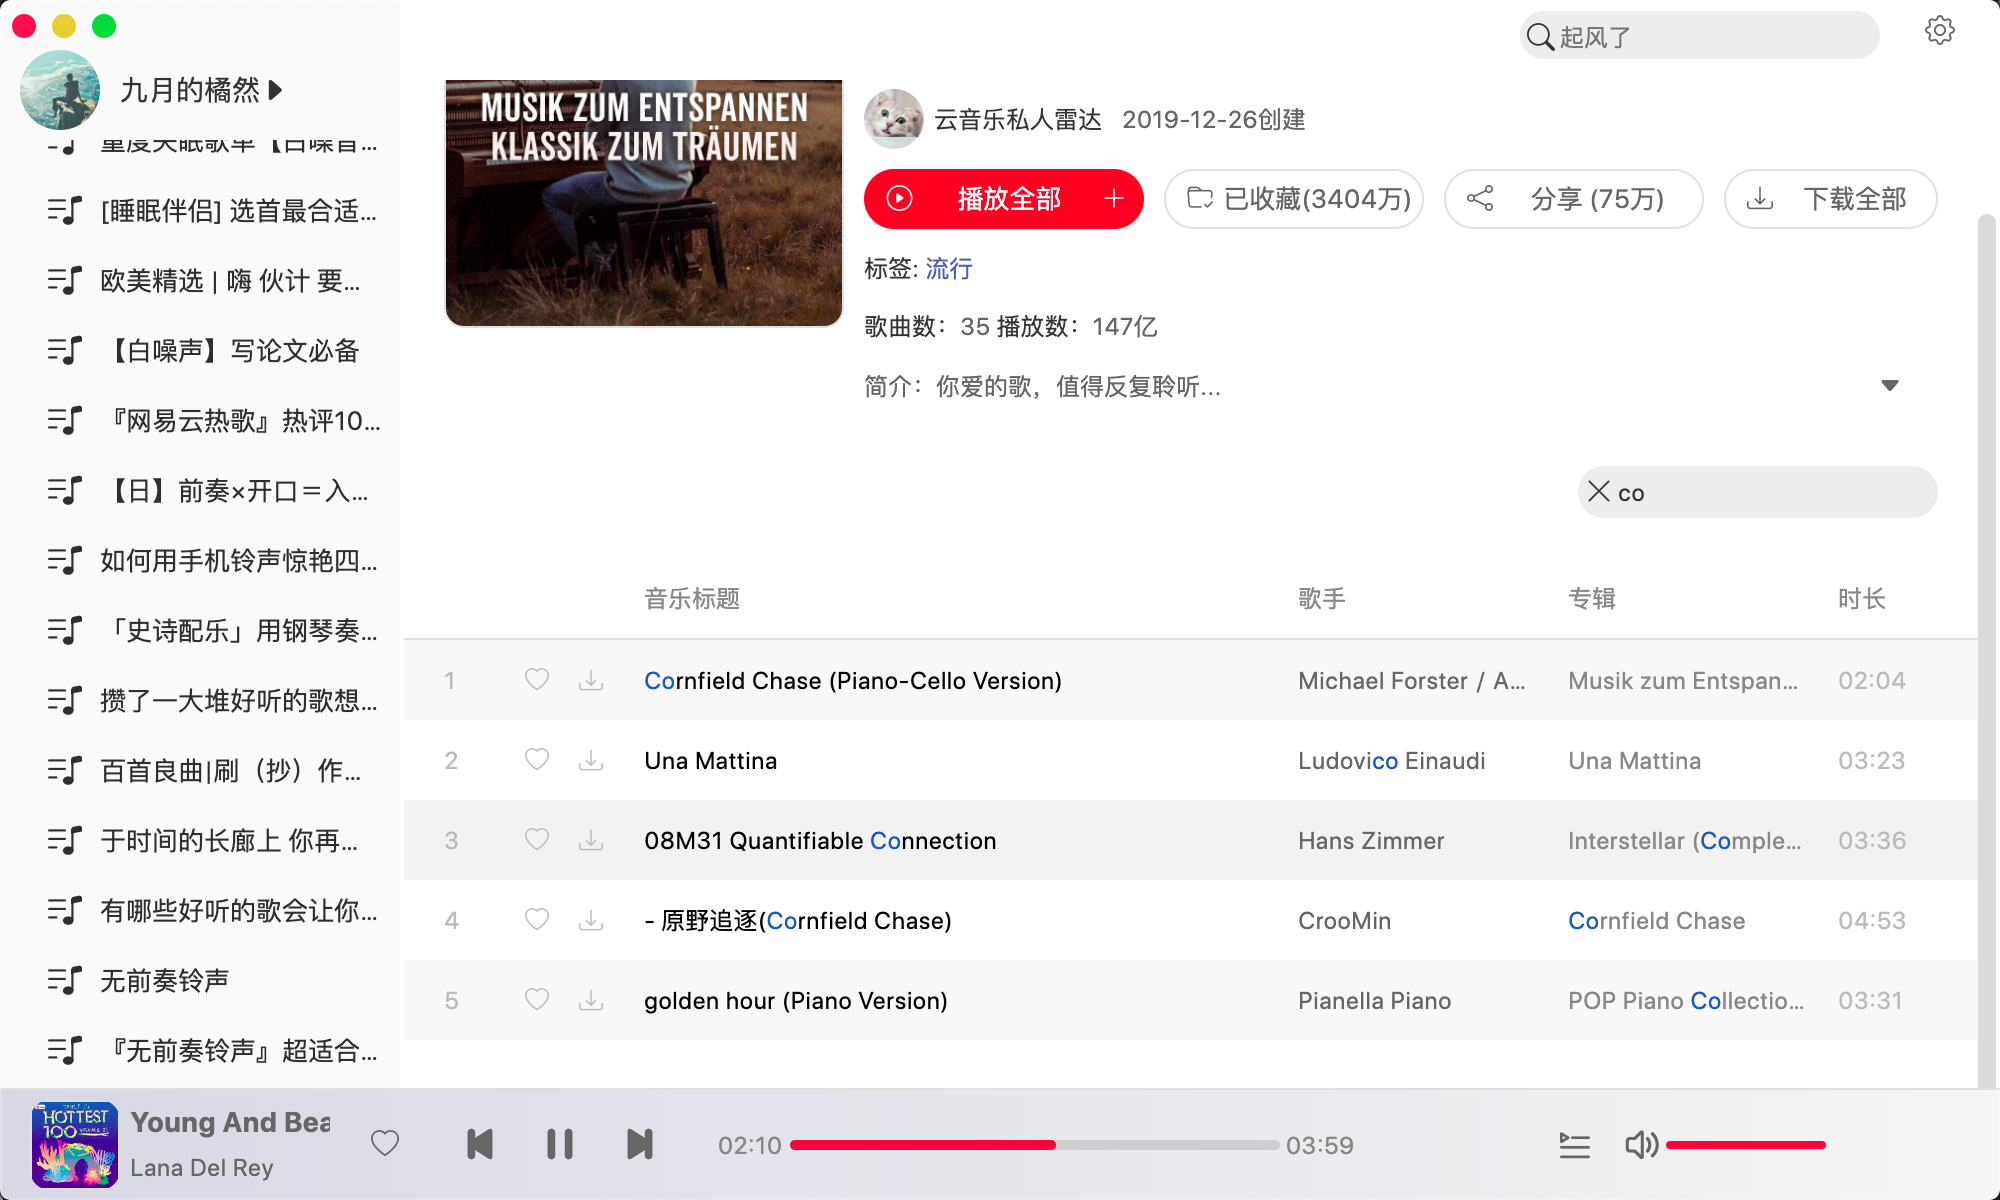 起风了
九月的橘然
重度失眠歌单【白噪音...
[睡眠伴侣] 选首最合适...
欧美精选 | 嗨 伙计 要...
【白噪声】写论文必备
『网易云热歌』热评10...
【日】前奏×开口＝入...
如何用手机铃声惊艳四...
「史诗配乐」用钢琴奏...
攒了一大堆好听的歌想...
百首良曲|刷（抄）作...
于时间的长廊上 你再...
有哪些好听的歌会让你...
无前奏铃声
『无前奏铃声』超适合...
MUSIK ZUM ENTSPANNEN
KLASSIK ZUM TRÄUMEN
云音乐私人雷达 2019-12-26创建
播放全部 已收藏(3404万) 分享 (75万) 下载全部
标签: 流行
歌曲数：35 播放数：147亿
简介：你爱的歌，值得反复聆听...
co
音乐标题 歌手 专辑 时长
1 Cornfield Chase (Piano-Cello Version) Michael Forster / A... Musik zum Entspan... 02:04
2 Una Mattina Ludovico Einaudi Una Mattina 03:23
3 08M31 Quantifiable Connection Hans Zimmer Interstellar (Comple... 03:36
4 - 原野追逐(Cornfield Chase) CrooMin Cornfield Chase 04:53
5 golden hour (Piano Version) Pianella Piano POP Piano Collectio... 03:31
HOTTEST
100
Young And Bea
Lana Del Rey
02:10 03:59